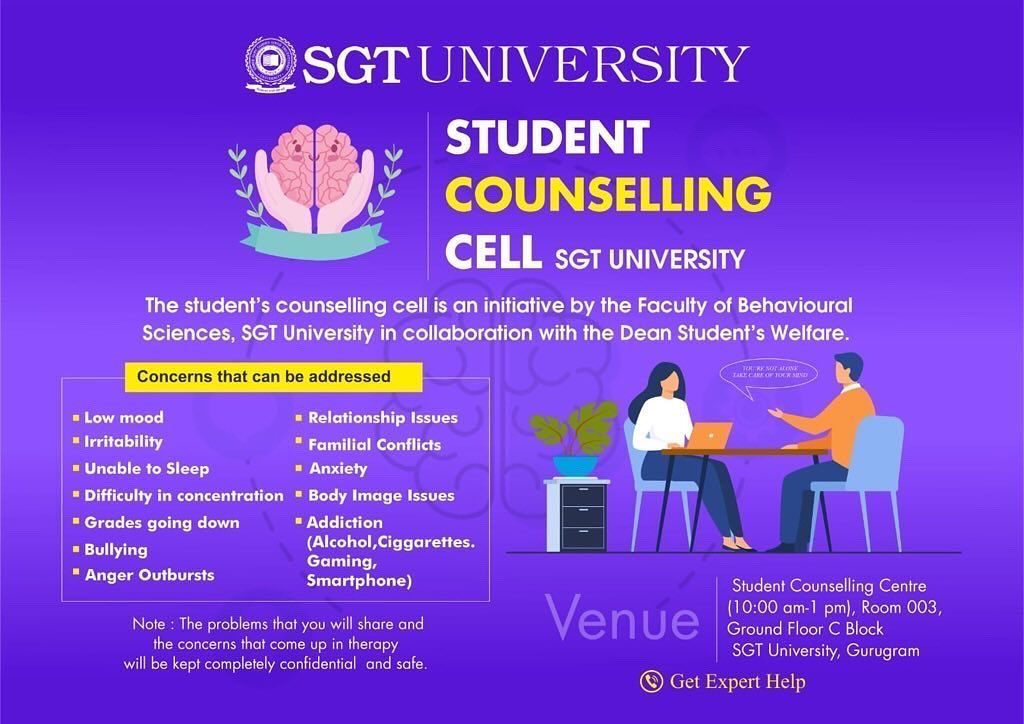 SGT UNIVERSITY
STUDENT
COUNSELLING
CELL SGT UNIVERSITY
The student's counselling cell is an initiative by the Faculty of Behavioural
Sciences, SGT University in collaboration with the Dean Student's Welfare.
Concerns that can be addressed
Low mood
Irritability
Unable to Sleep
Difficulty in concentration
Grades going down
Bullying
Anger Outbursts
Relationship Issues
Familial Conflicts
Anxiety
Body Image Issues
Addiction
(Alcohol,Ciggarettes.
Gaming,
Smartphone)
Note : The problems that you will share and
the concerns that come up in therapy
will be kept completely confidential and safe.
YOU'RE NOT ALONE
TAKE CARE OF YOUR MIND
Venue
Student Counselling Centre
(10:00 am-1 pm), Room 003,
Ground Floor C Block
SGT University, Gurugram
Get Expert Help